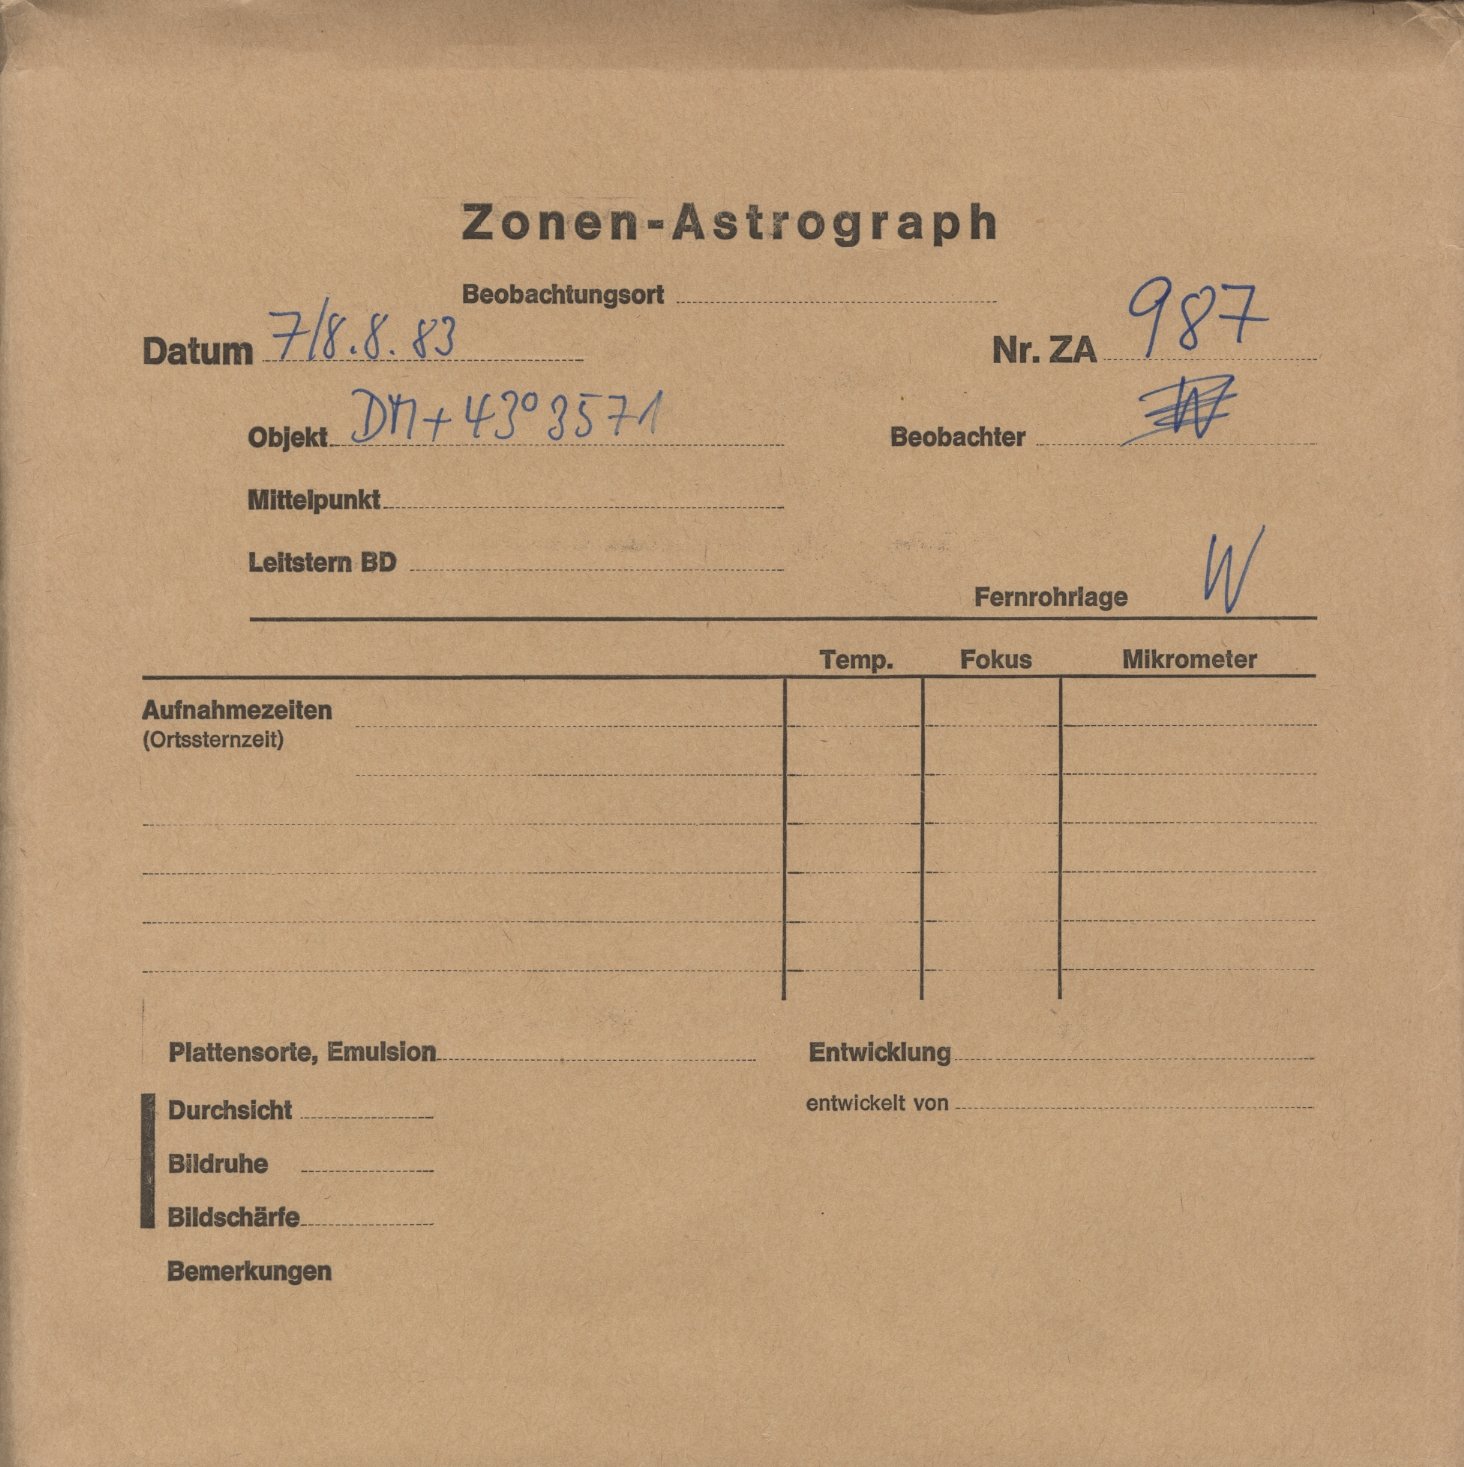 Zonen-Astrograph
Beobachtungsort
Datum 7/8.8.83
Nr. ZA 987
Objekt DM+43° 3571
Beobachter
Mittelpunkt
Leitstern BD
Fernrohrlage W
Temp. Fokus Mikrometer
Aufnahmezeiten
(Ortssternzeit)
Plattensorte, Emulsion
Entwicklung
Durchsicht
entwickelt von
Bildruhe
Bildschärfe
Bemerkungen